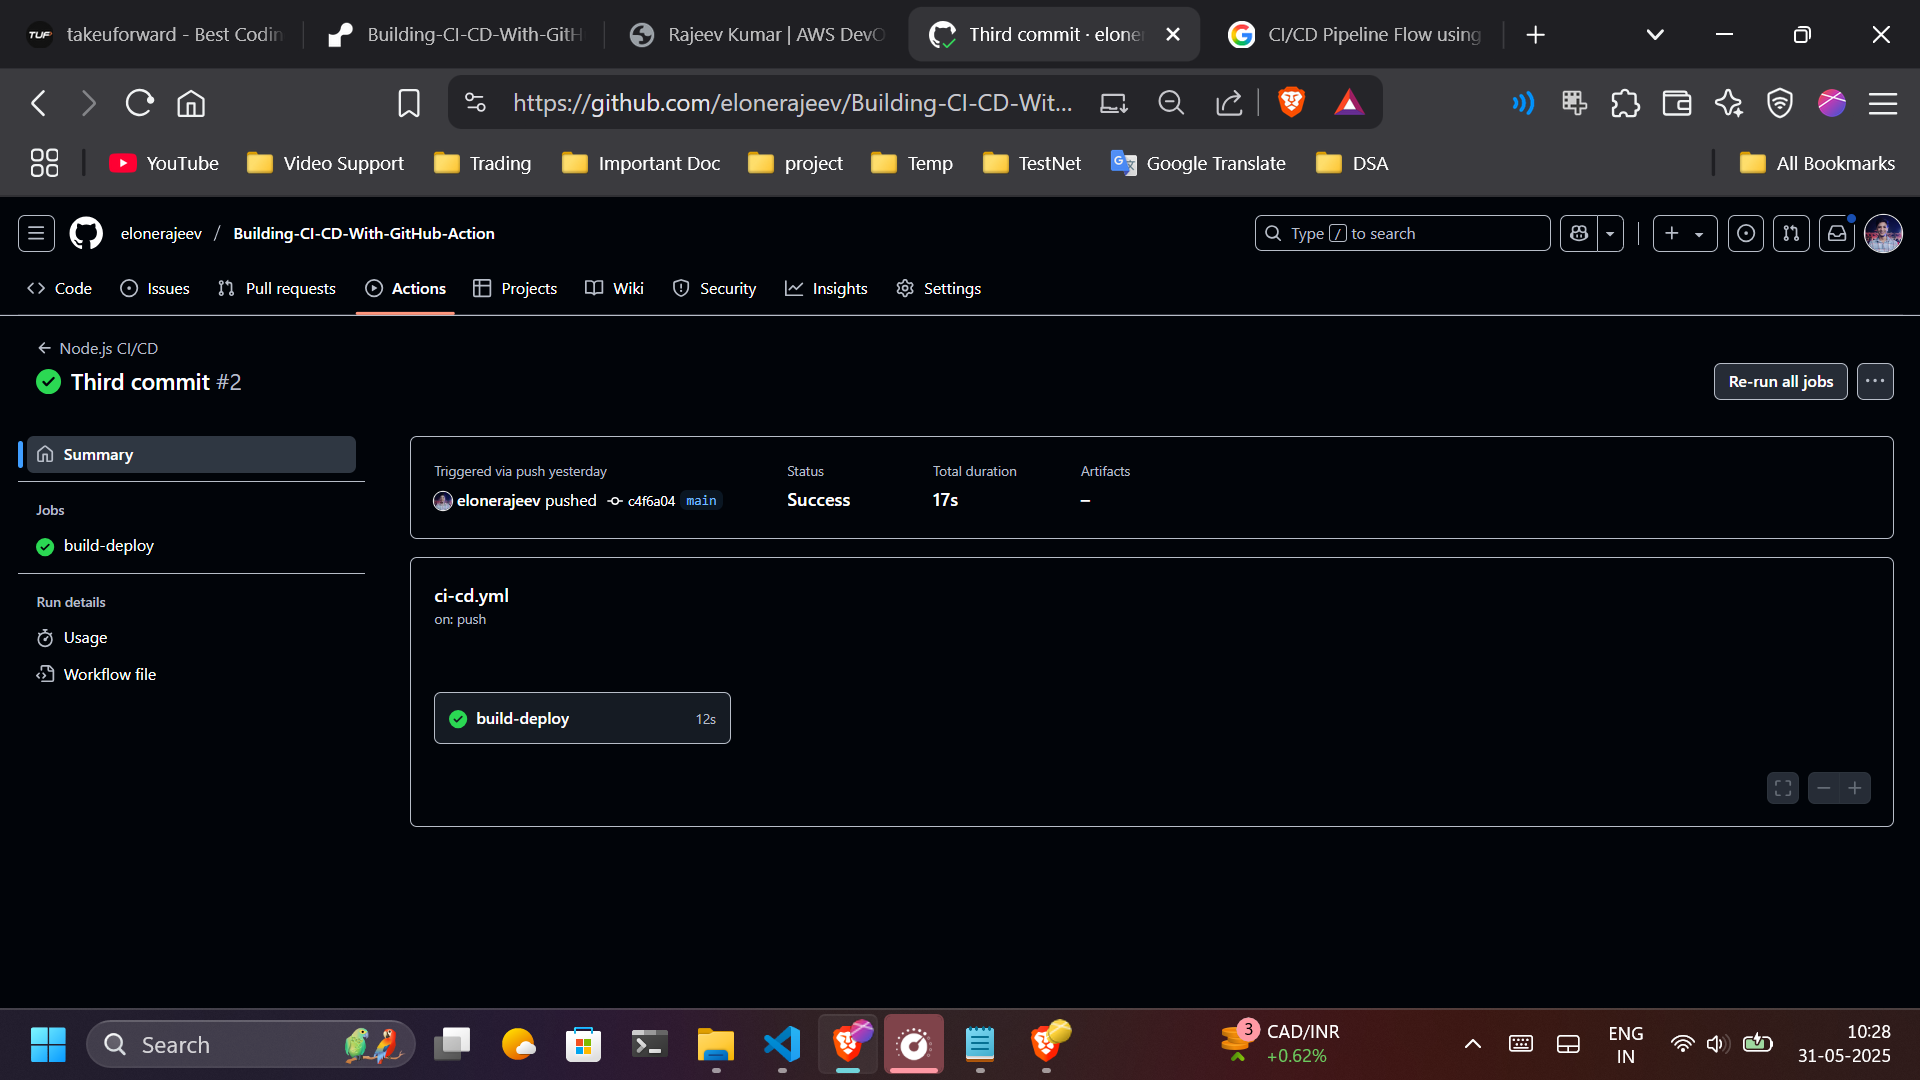 takeuforward - Best Codin
Building-CI-CD-With-GitH
Rajeev Kumar | AWS DevO
Third commit · elone
CI/CD Pipeline Flow using
https://github.com/elonerajeev/Building-CI-CD-Wit...
YouTube
Video Support
Trading
Important Doc
project
Temp
TestNet
Google Translate
DSA
All Bookmarks
elonerajeev / Building-CI-CD-With-GitHub-Action
Type / to search
Code
Issues
Pull requests
Actions
Projects
Wiki
Security
Insights
Settings
Node.js CI/CD
Third commit #2
Re-run all jobs
Summary
Jobs
build-deploy
Run details
Usage
Workflow file
Triggered via push yesterday
elonerajeev pushed c4f6a04 main
Status
Success
Total duration
17s
Artifacts
–
ci-cd.yml
on: push
build-deploy 12s
Search
3
CAD/INR
+0.62%
ENG
IN
10:28
31-05-2025